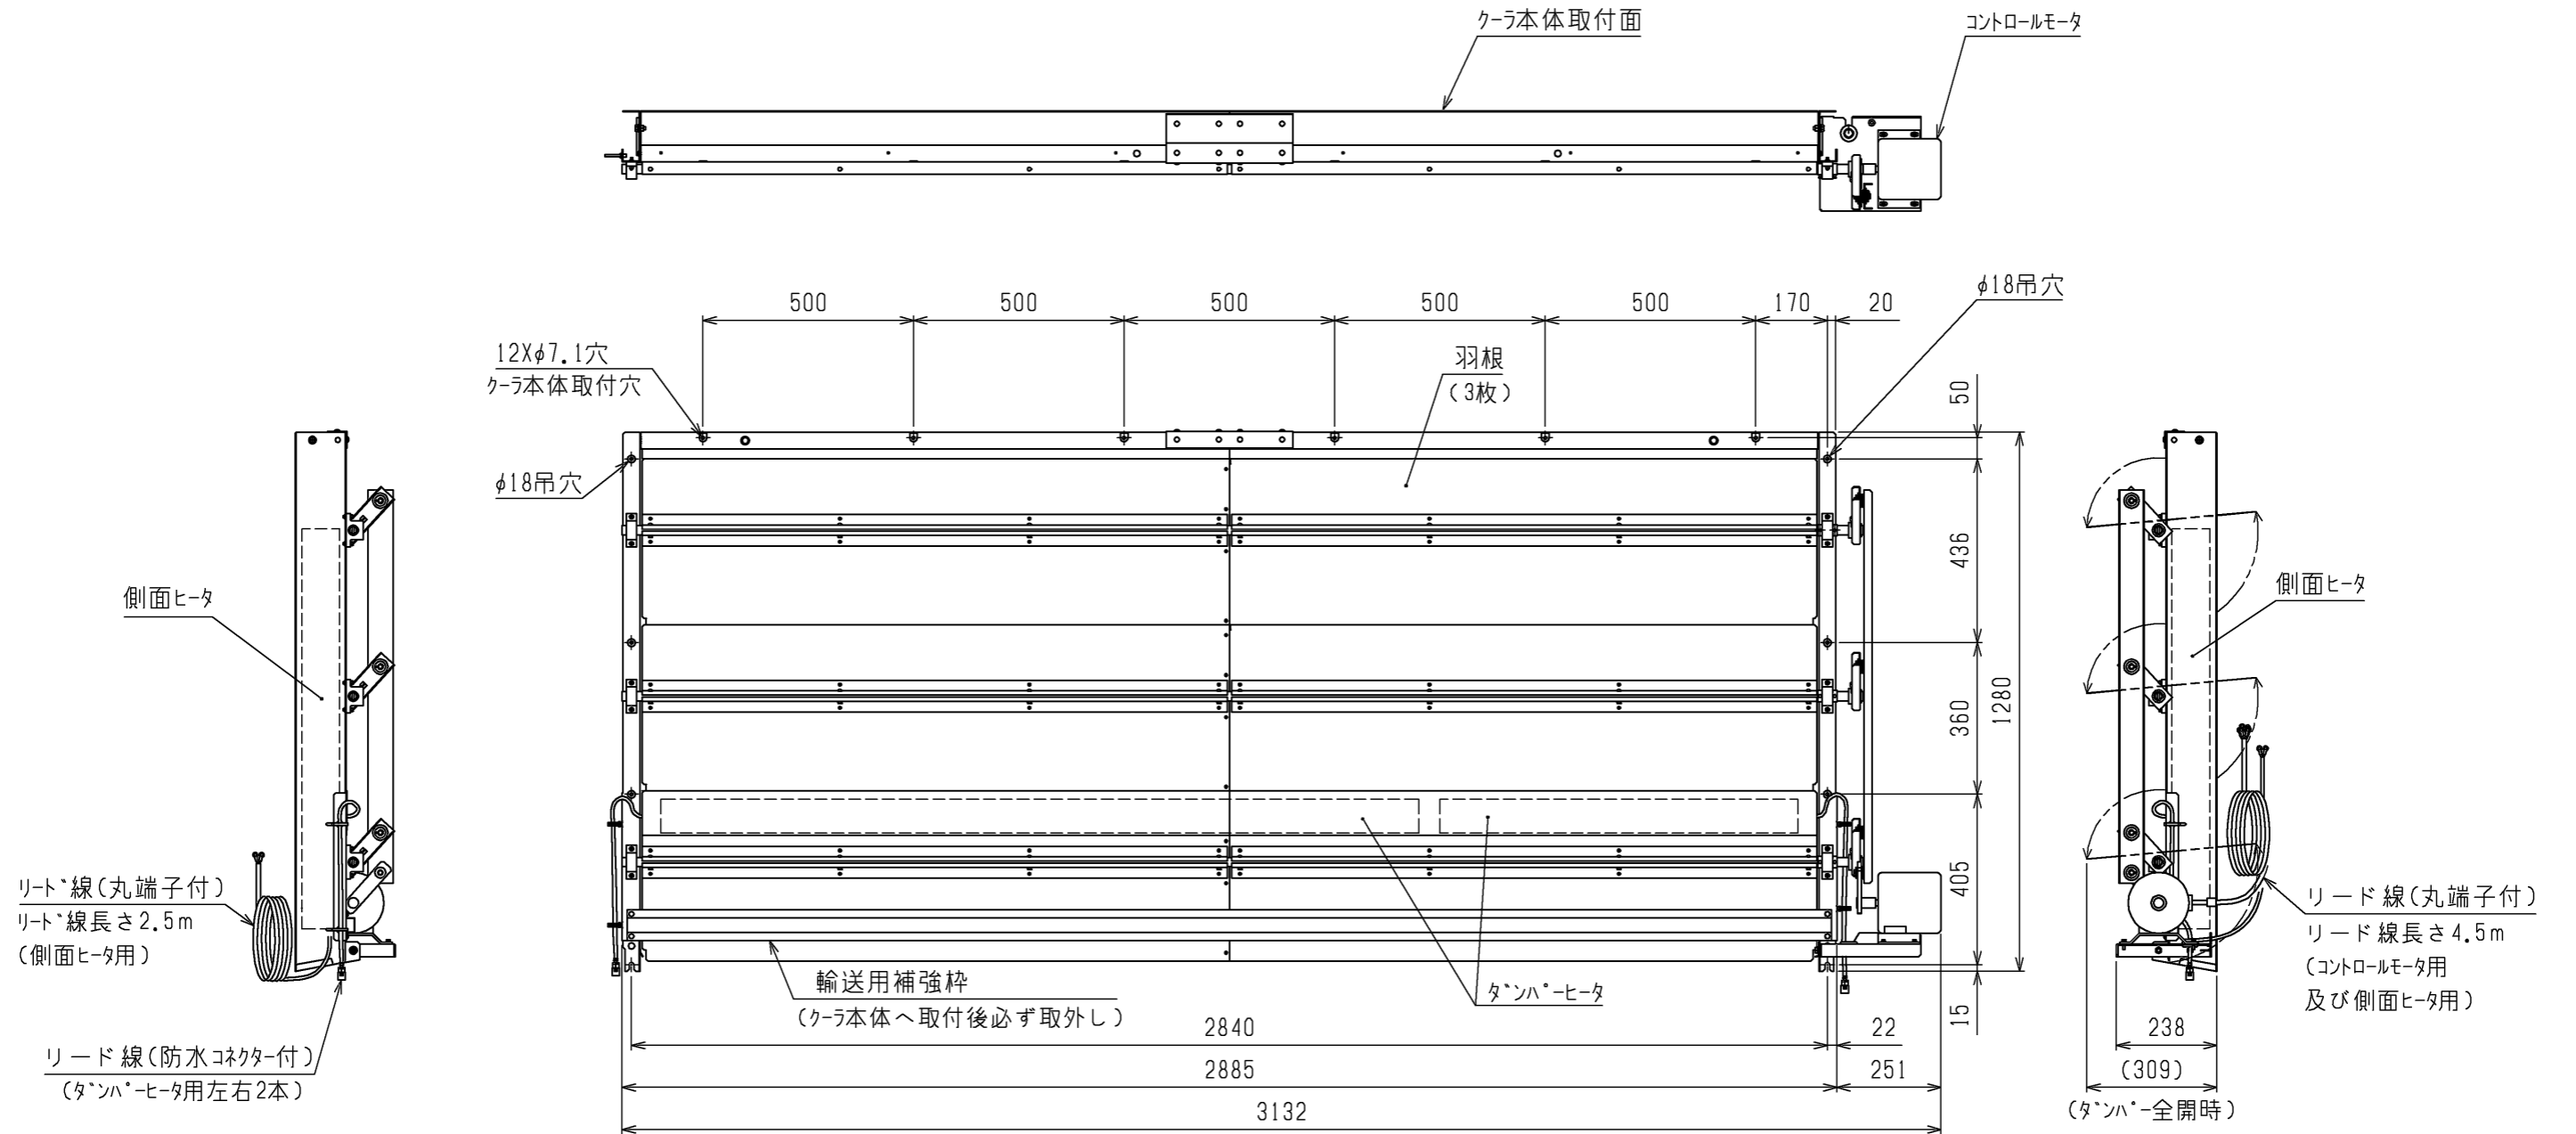 クーラ本体取付面
コントロールモータ
500
500
500
500
500
170
20
φ18吊穴
12Xφ7.1穴
クーラ本体取付穴
羽根
(3枚)
φ18吊穴
50
436
360
405
15
1280
側面ヒータ
側面ヒータ
リード線(丸端子付)
リード線長さ2.5m
(側面ヒータ用)
リード線(防水コネクター付)
(ダンパーヒータ用左右2本)
輸送用補強枠
(クーラ本体へ取付後必ず取外し)
ダンパーヒータ
リード線(丸端子付)
リード線長さ4.5m
(コントロールモータ用
及び側面ヒータ用)
2840
22
2885
251
3132
238
(309)
(ダンパー全開時)